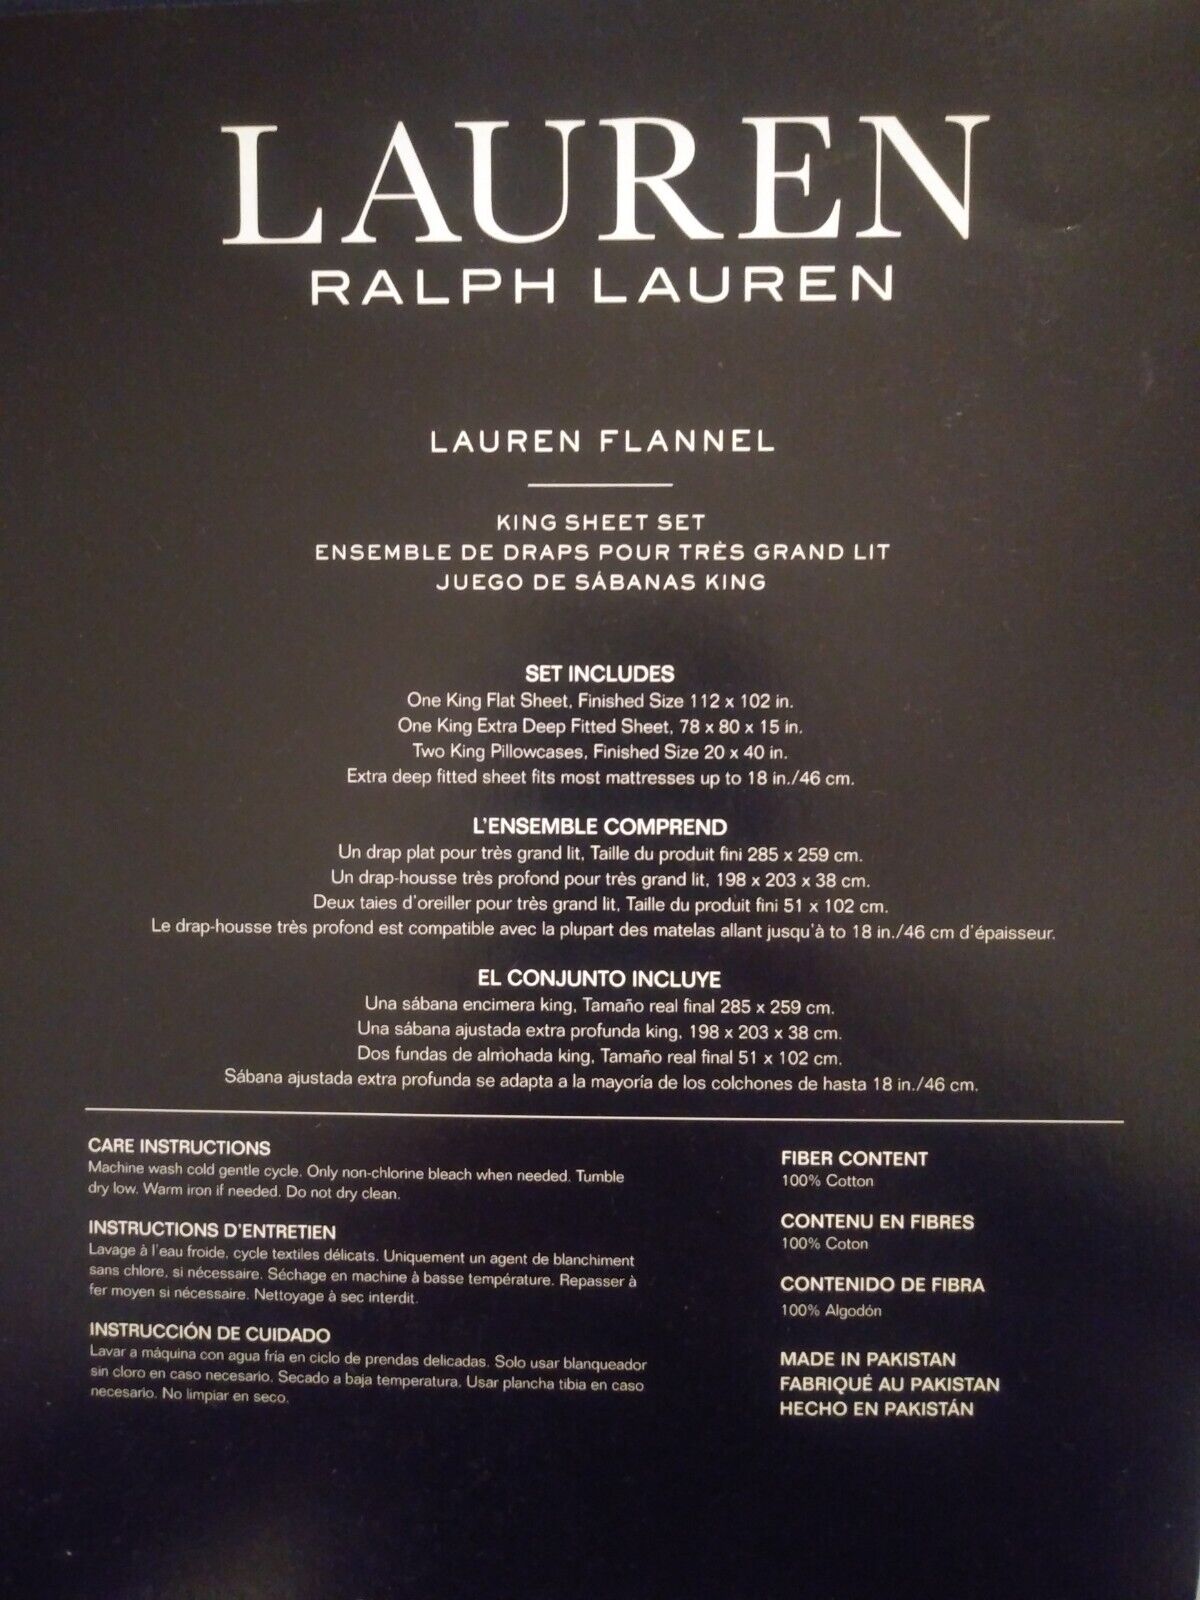 LAUREN
RALPH LAUREN
LAUREN FLANNEL
KING SHEET SET
ENSEMBLE DE DRAPS POUR TRÈS GRAND LIT
JUEGO DE SÁBANAS KING
SET INCLUDES
One King Flat Sheet, Finished Size 112 x 102 in.
One King Extra Deep Fitted Sheet, 78 x 80 x 15 in.
Two King Pillowcases, Finished Size 20 x 40 in.
Extra deep fitted sheet fits most mattresses up to 18 in./46 cm.
L'ENSEMBLE COMPREND
Un drap plat pour très grand lit, Taille du produit fini 285 x 259 cm.
Un drap-housse très profond pour très grand lit, 198 x 203 x 38 cm.
Deux taies d'oreiller pour très grand lit, Taille du produit fini 51 x 102 cm.
Le drap-housse très profond est compatible avec la plupart des matelas allant jusqu'à to 18 in./46 cm d'épaisseur.
EL CONJUNTO INCLUYE
Una sábana encimera king, Tamaño real final 285 x 259 cm.
Una sábana ajustada extra profunda king, 198 x 203 x 38 cm.
Dos fundas de almohada king, Tamaño real final 51 x 102 cm.
Sábana ajustada extra profunda se adapta a la mayoría de los colchones de hasta 18 in./46 cm.
CARE INSTRUCTIONS
Machine wash cold gentle cycle. Only non-chlorine bleach when needed. Tumble
dry low. Warm iron if needed. Do not dry clean.
INSTRUCTIONS D'ENTRETIEN
Lavage à l'eau froide, cycle textiles délicats. Uniquement un agent de blanchiment
sans chlore, si nécessaire. Séchage en machine à basse température. Repasser à
fer moyen si nécessaire. Nettoyage à sec interdit.
INSTRUCCIÓN DE CUIDADO
Lavar a máquina con agua fría en ciclo de prendas delicadas. Solo usar blanqueador
sin cloro en caso necesario. Secado a baja temperatura. Usar plancha tibia en caso
necesario. No limpiar en seco.
FIBER CONTENT
100% Cotton
CONTENU EN FIBRES
100% Coton
CONTENIDO DE FIBRA
100% Algodón
MADE IN PAKISTAN
FABRIQUÉ AU PAKISTAN
HECHO EN PAKISTÁN